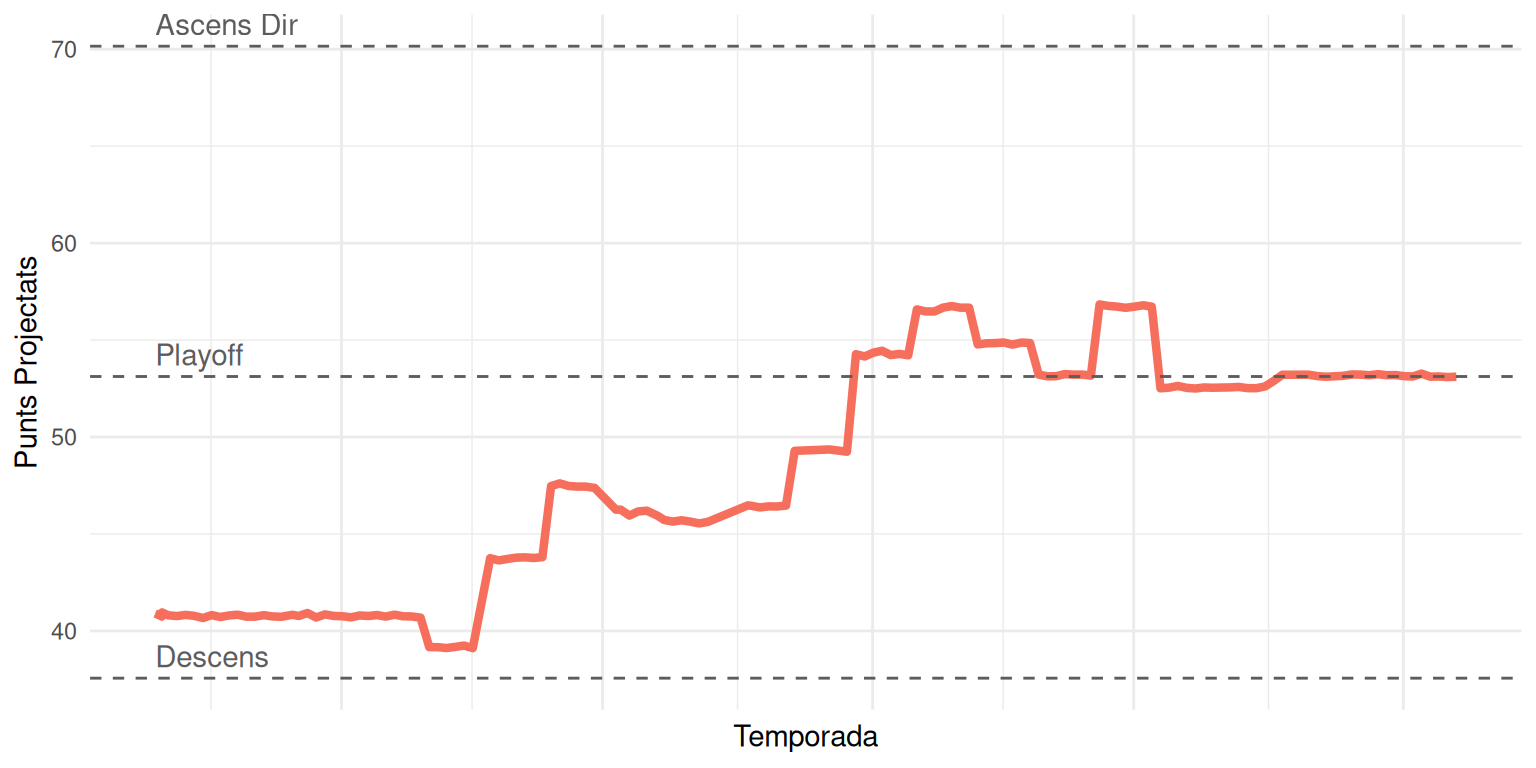 Ascens Dir
70
60
Playoff
50
40
Descens
Punts Projectats
Temporada